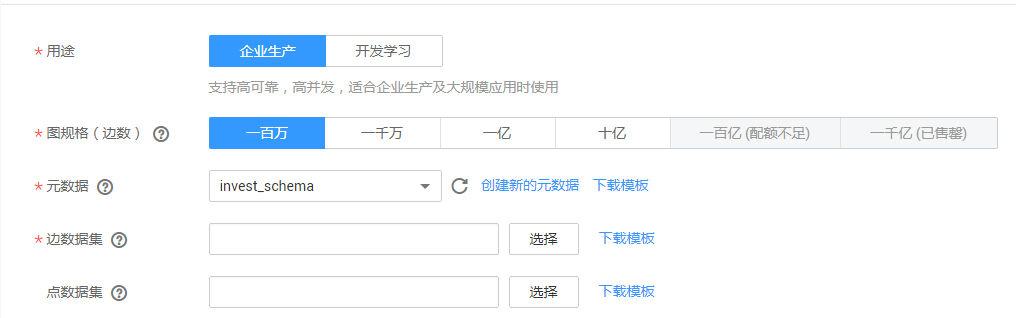 * 用途 企业生产 开发学习
支持高可靠，高并发，适合企业生产及大规模应用时使用
* 图规格（边数） ? 一百万 一千万 一亿 十亿 一百亿 (配额不足) 一千亿 (已售罄)
* 元数据 ? invest_schema 创建新的元数据 下载模板
* 边数据集 ? 选择 下载模板
点数据集 ? 选择 下载模板